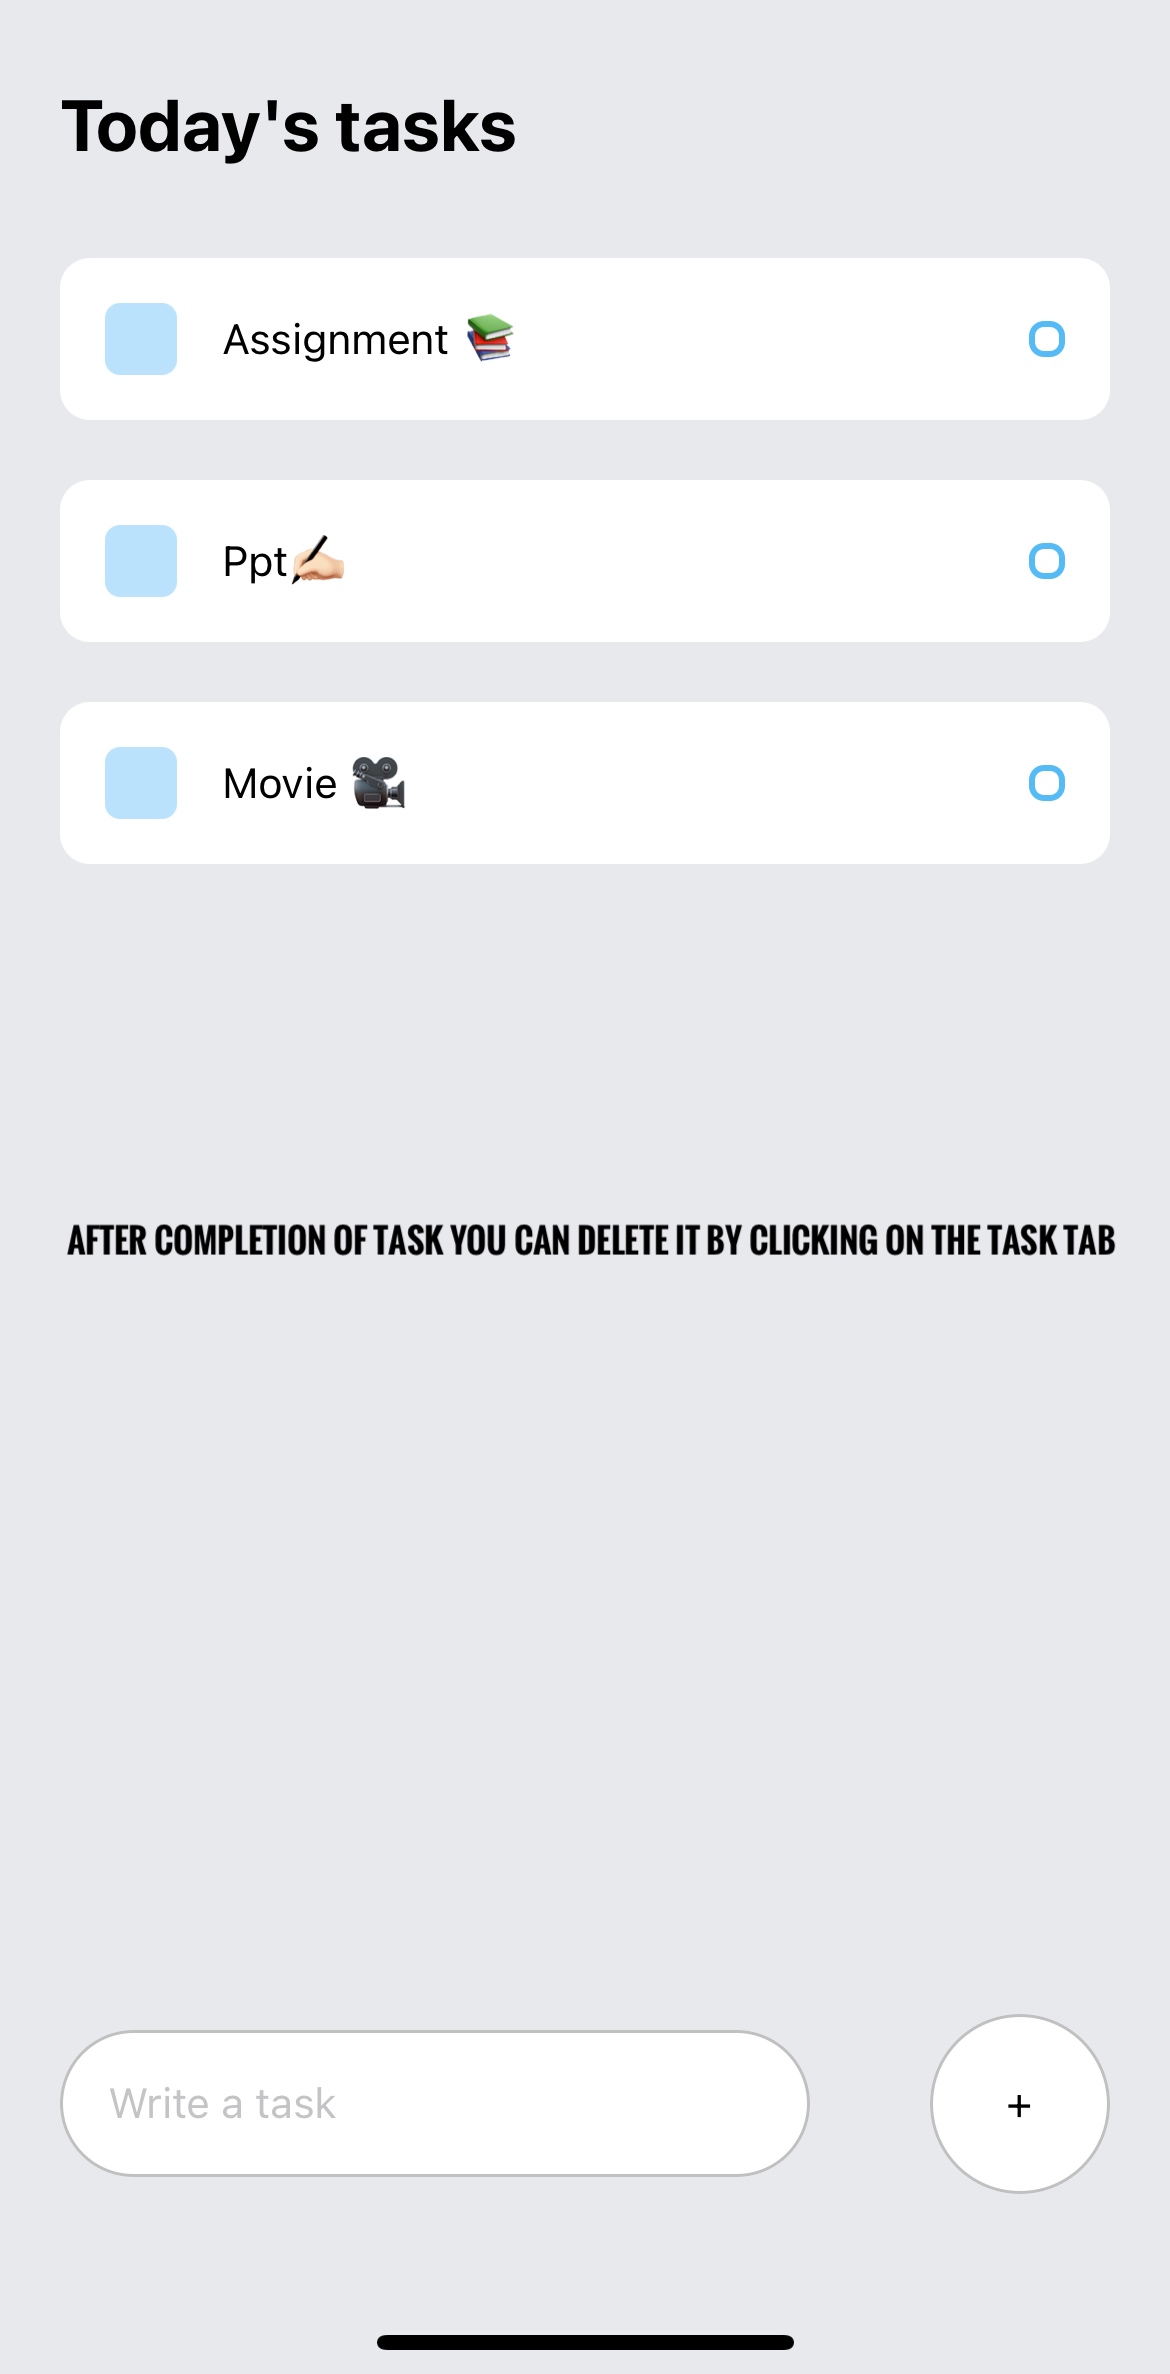 Today's tasks
Assignment 📚
Ppt✍🏻
Movie 🎥
AFTER COMPLETION OF TASK YOU CAN DELETE IT BY CLICKING ON THE TASK TAB
Write a task
+